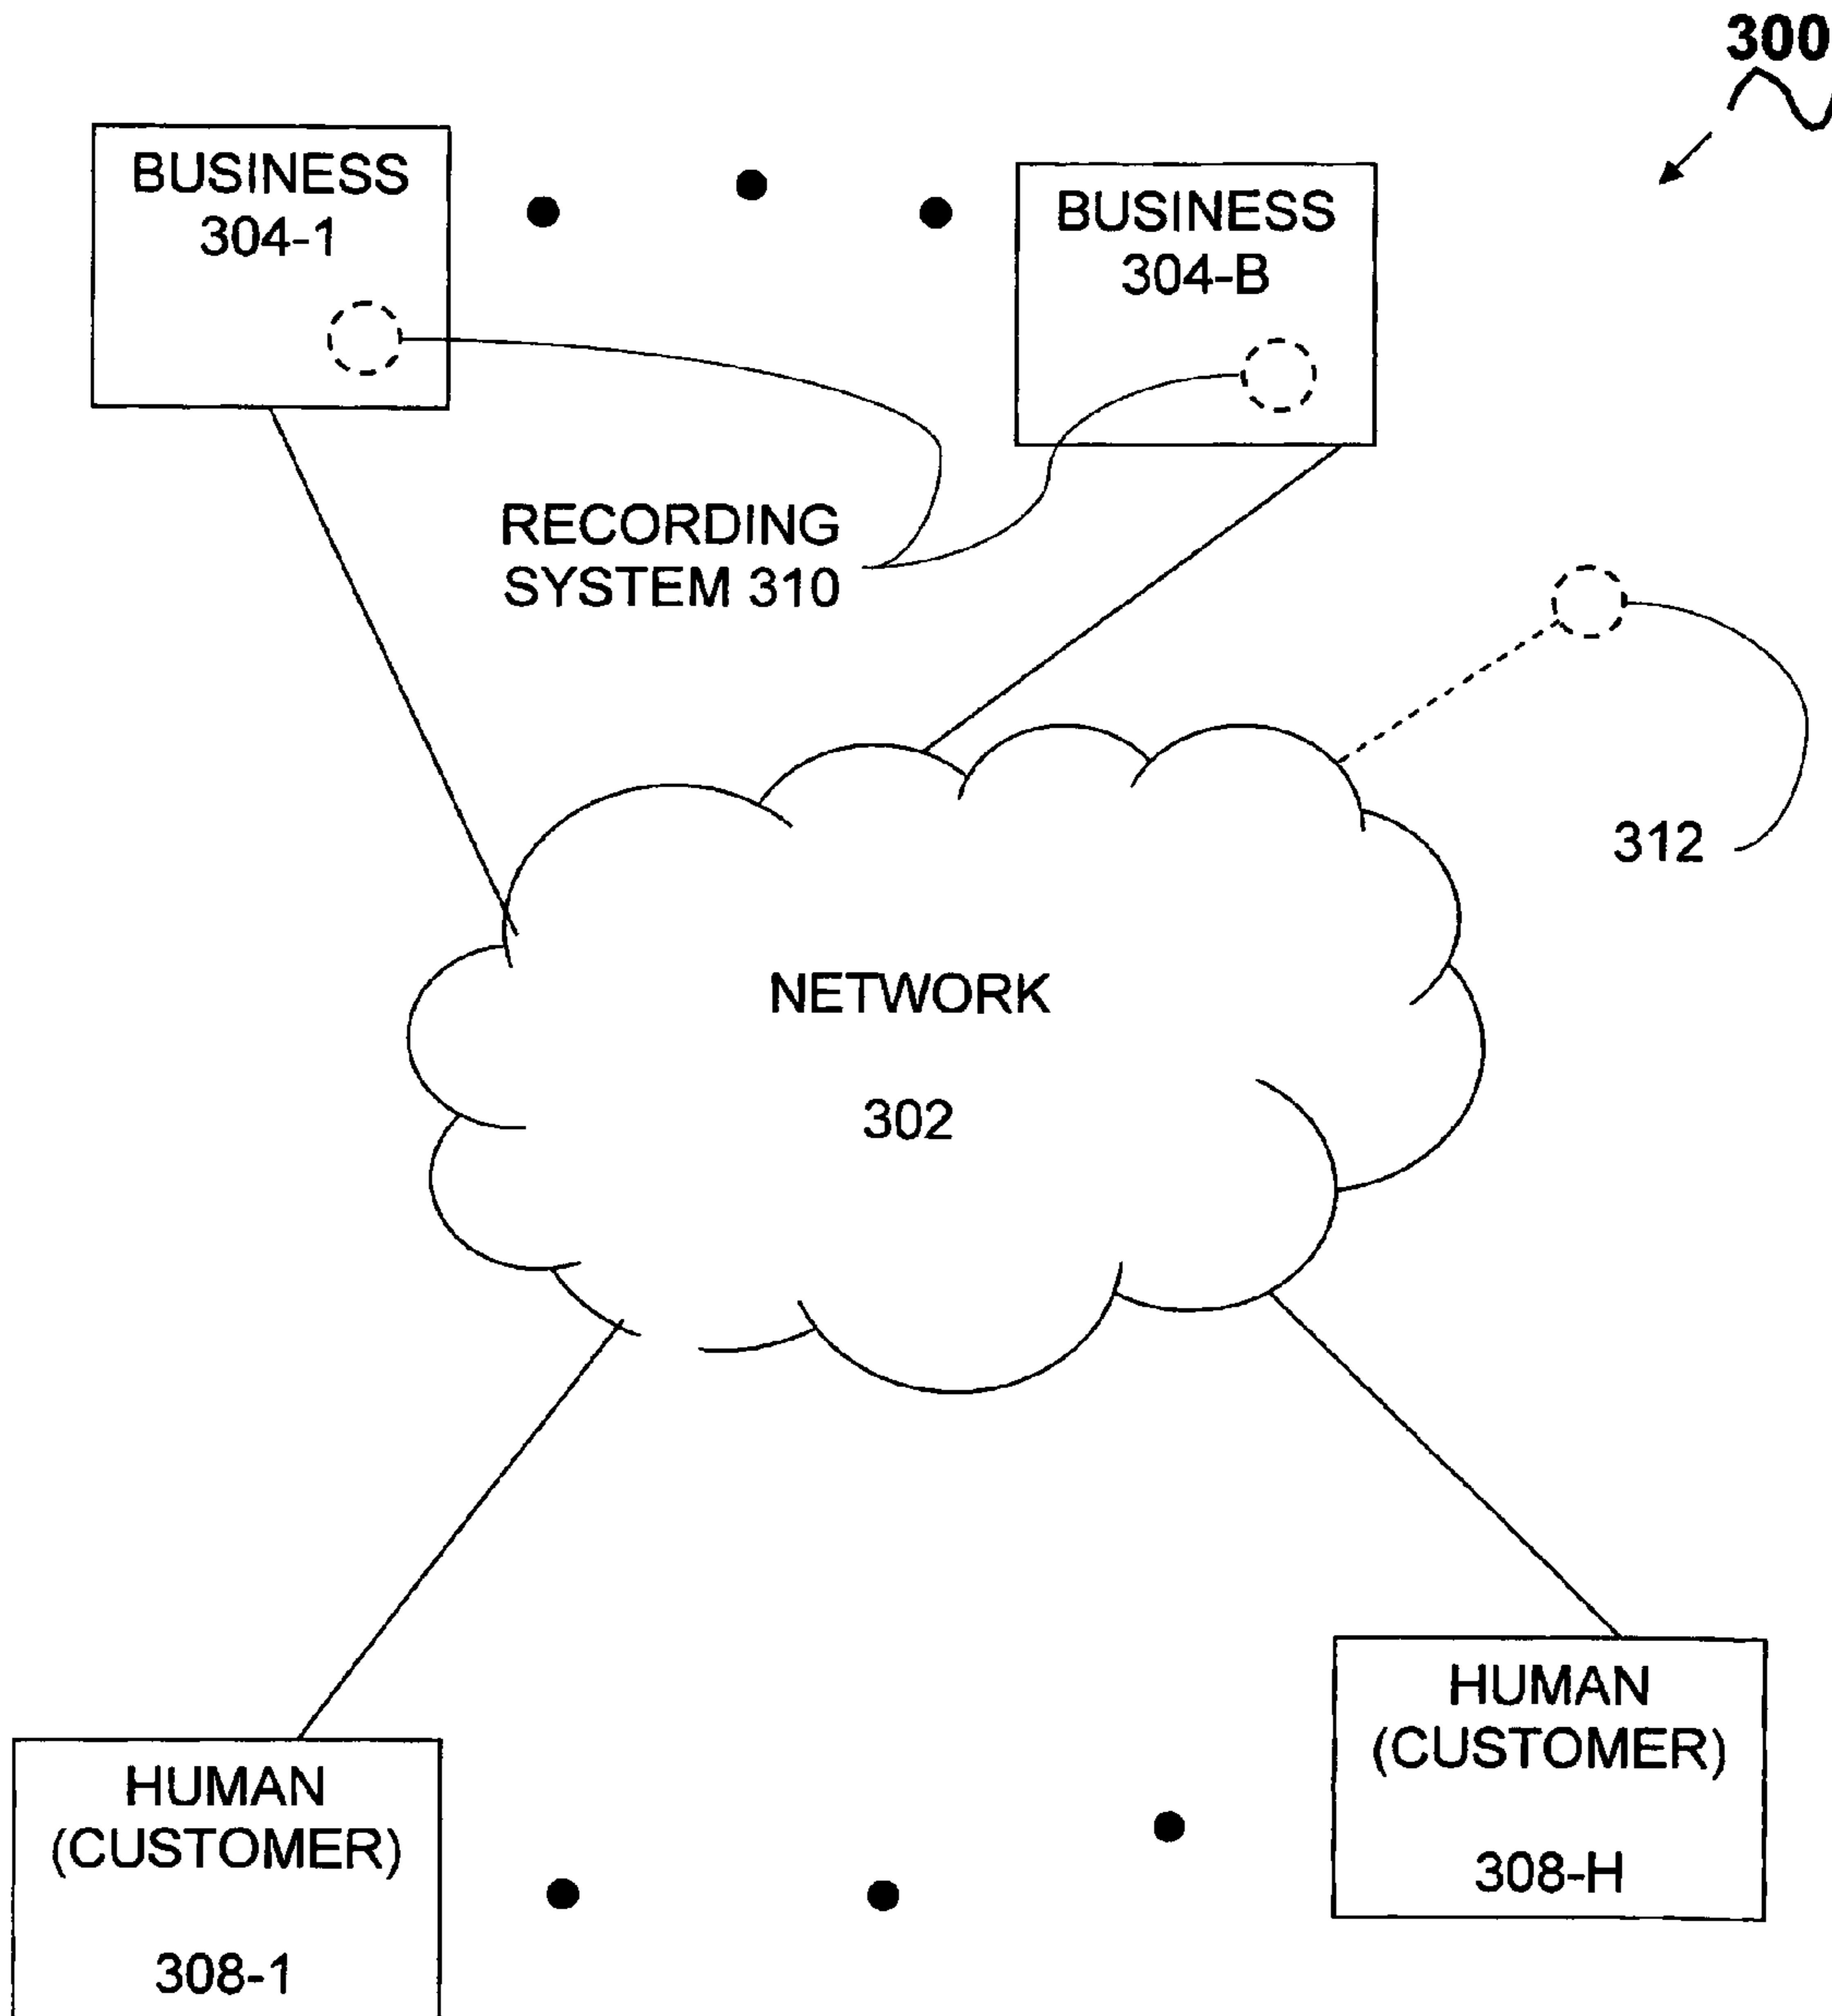 300
BUSINESS
304-1
BUSINESS
304-B
RECORDING
SYSTEM 310
312
NETWORK
302
HUMAN
(CUSTOMER)
308-H
HUMAN
(CUSTOMER)
308-1